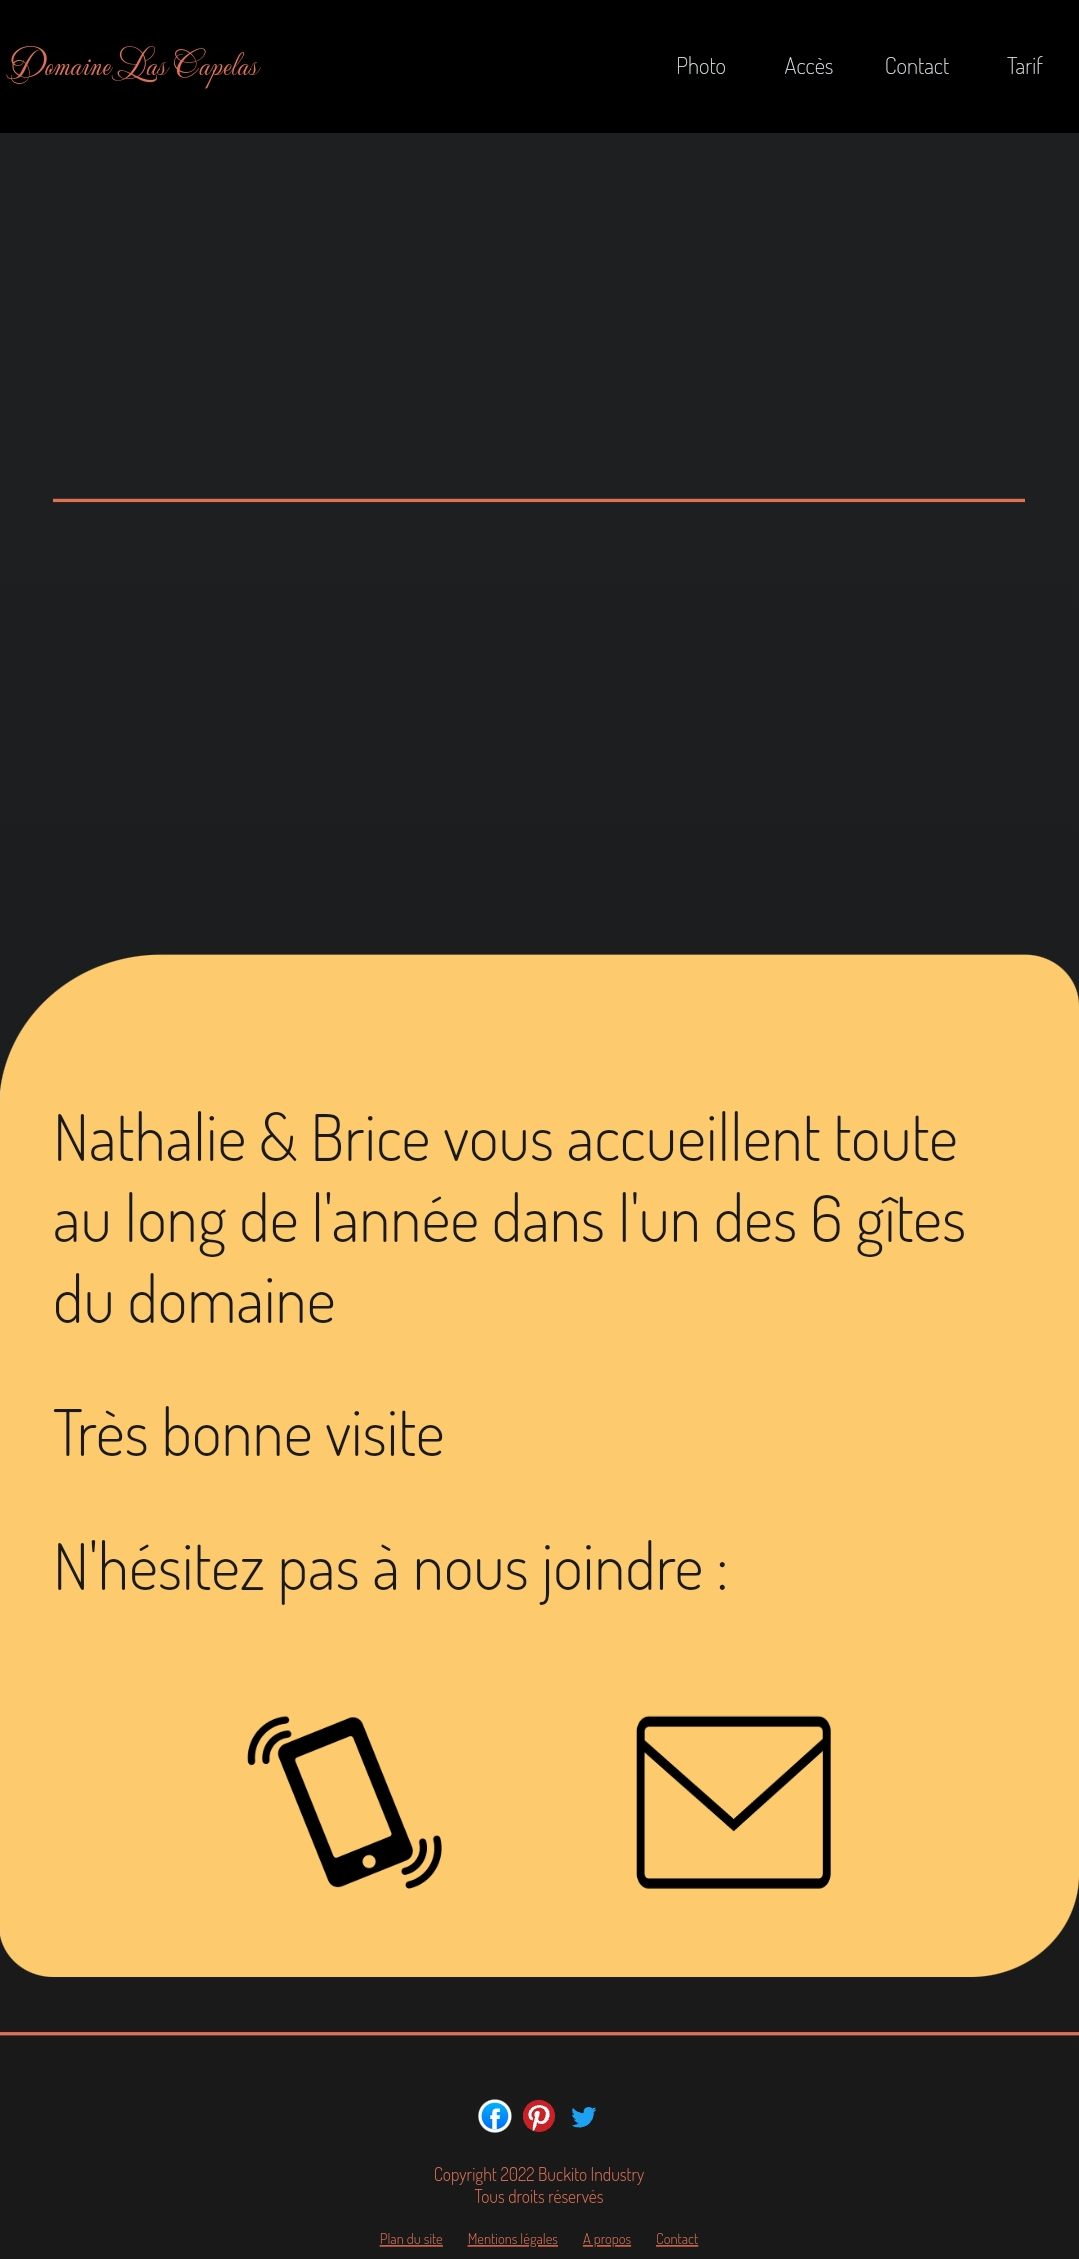 Domaine Las Capelas
Photo Accès Contact Tarif
Nathalie & Brice vous accueillent toute
au long de l'année dans l'un des 6 gîtes
du domaine
Très bonne visite
N'hésitez pas à nous joindre :
Copyright 2022 Buckito Industry
Tous droits réservés
Plan du site Mentions légales A propos Contact